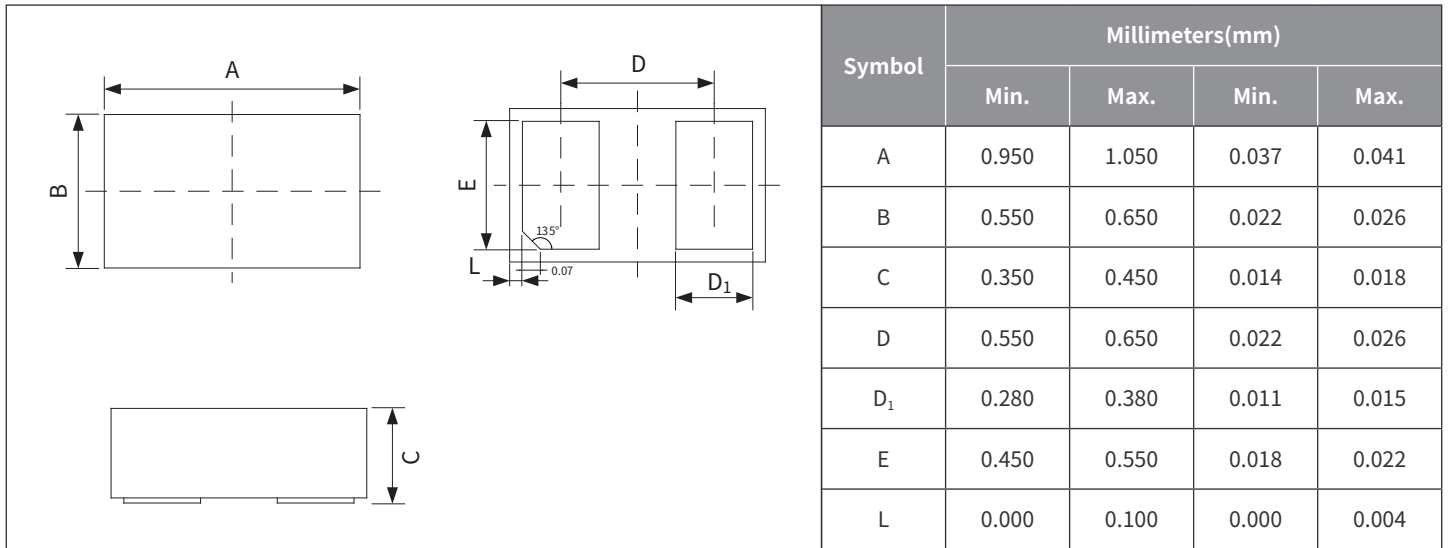 A
B
D
E
135°
L
0.07
D1
C
Symbol Millimeters(mm)
Min. Max. Min. Max.
A 0.950 1.050 0.037 0.041
B 0.550 0.650 0.022 0.026
C 0.350 0.450 0.014 0.018
D 0.550 0.650 0.022 0.026
D1 0.280 0.380 0.011 0.015
E 0.450 0.550 0.018 0.022
L 0.000 0.100 0.000 0.004